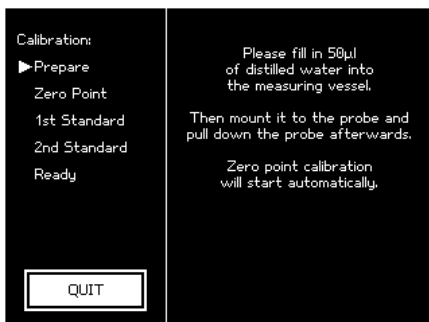 Calibration:
Prepare
Zero Point
1st Standard
2nd Standard
Ready
QUIT
Please fill in 50µl
of distilled water into
the measuring vessel.
Then mount it to the probe and
pull down the probe afterwards.
Zero point calibration
will start automatically.